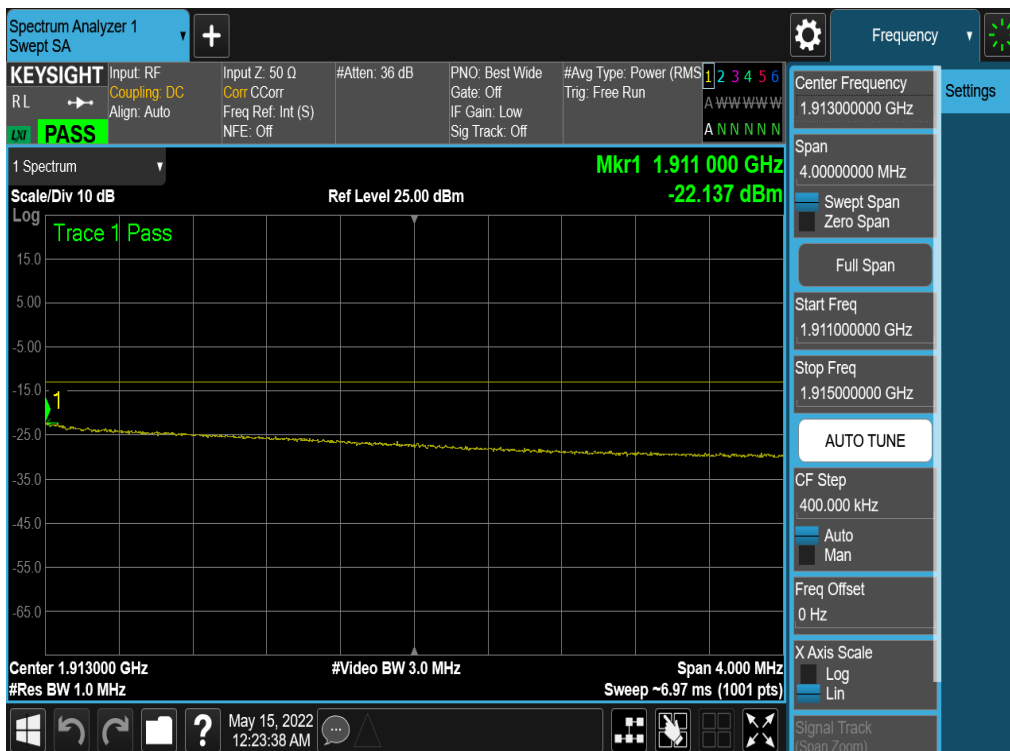 Spectrum Analyzer 1
Swept SA
+
Frequency
KEYSIGHT
R L
LXI
PASS
Input: RF
Coupling: DC
Align: Auto
Input Z: 50 Ω
Corr CCorr
Freq Ref: Int (S)
NFE: Off
#Atten: 36 dB
PNO: Best Wide
Gate: Off
IF Gain: Low
Sig Track: Off
#Avg Type: Power (RMS
Trig: Free Run
1 2 3 4 5 6
A W W W W W
A N N N N N
1 Spectrum
Mkr1 1.911 000 GHz
-22.137 dBm
Scale/Div 10 dB
Ref Level 25.00 dBm
Log
Trace 1 Pass
15.0
5.00
-5.00
-15.0
1
-25.0
-35.0
-45.0
-55.0
-65.0
Center 1.913000 GHz
#Video BW 3.0 MHz
Span 4.000 MHz
#Res BW 1.0 MHz
Sweep ~6.97 ms (1001 pts)
?
May 15, 2022
12:23:38 AM
Center Frequency
1.913000000 GHz
Settings
Span
4.00000000 MHz
Swept Span
Zero Span
Full Span
Start Freq
1.911000000 GHz
Stop Freq
1.915000000 GHz
AUTO TUNE
CF Step
400.000 kHz
Auto
Man
Freq Offset
0 Hz
X Axis Scale
Log
Lin
Signal Track
(Span Zoom)